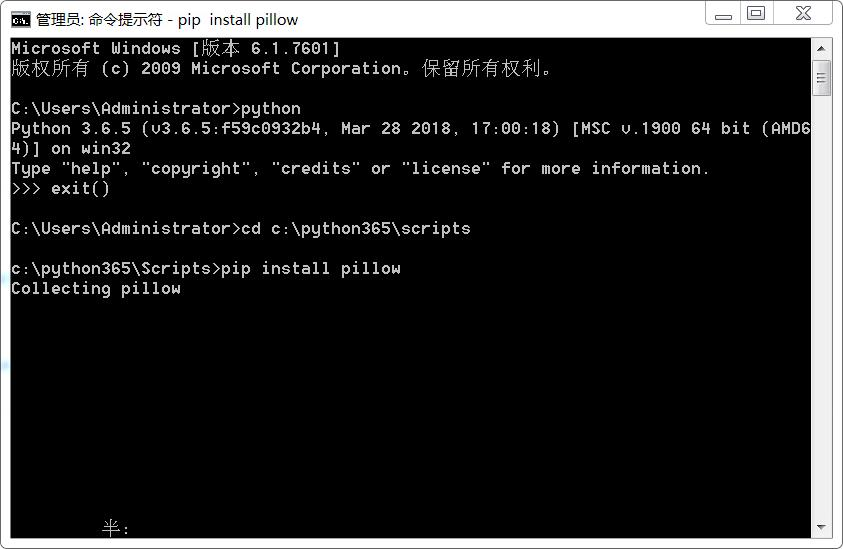 管理员: 命令提示符 - pip  install pillow
Microsoft Windows [版本 6.1.7601]
版权所有 (c) 2009 Microsoft Corporation。保留所有权利。
C:\Users\Administrator>python
Python 3.6.5 (v3.6.5:f59c0932b4, Mar 28 2018, 17:00:18) [MSC v.1900 64 bit (AMD6
4)] on win32
Type "help", "copyright", "credits" or "license" for more information.
>>> exit()
C:\Users\Administrator>cd c:\python365\scripts
c:\python365\Scripts>pip install pillow
Collecting pillow
半: